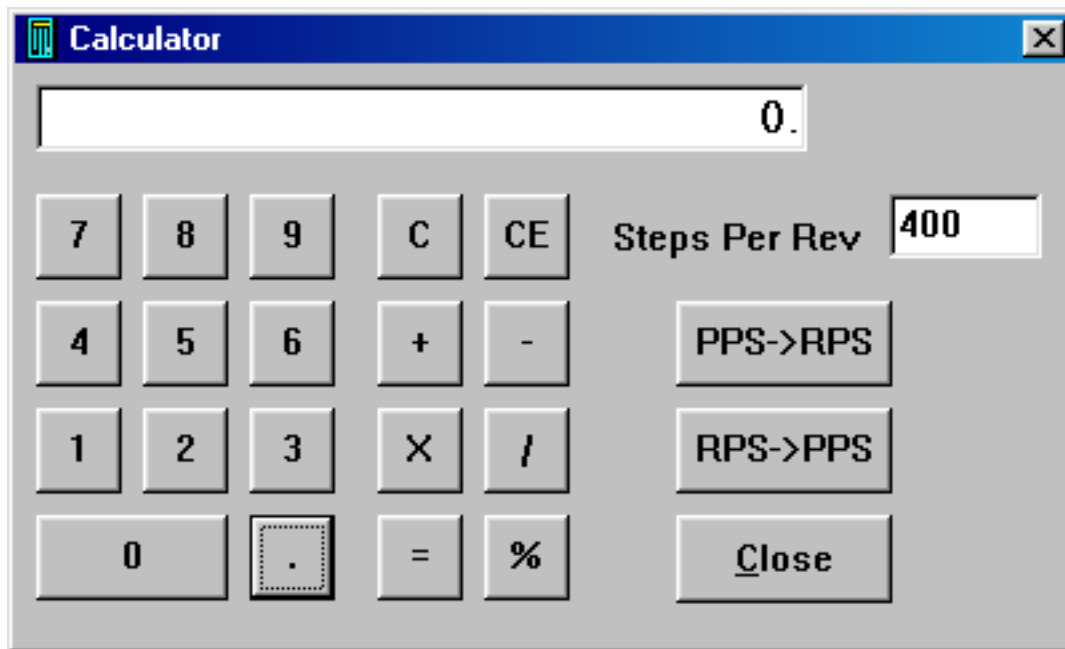 Calculator
0.
7 8 9 C CE Steps Per Rev 400
4 5 6 + - PPS->RPS
1 2 3 X / RPS->PPS
0 . = % Close